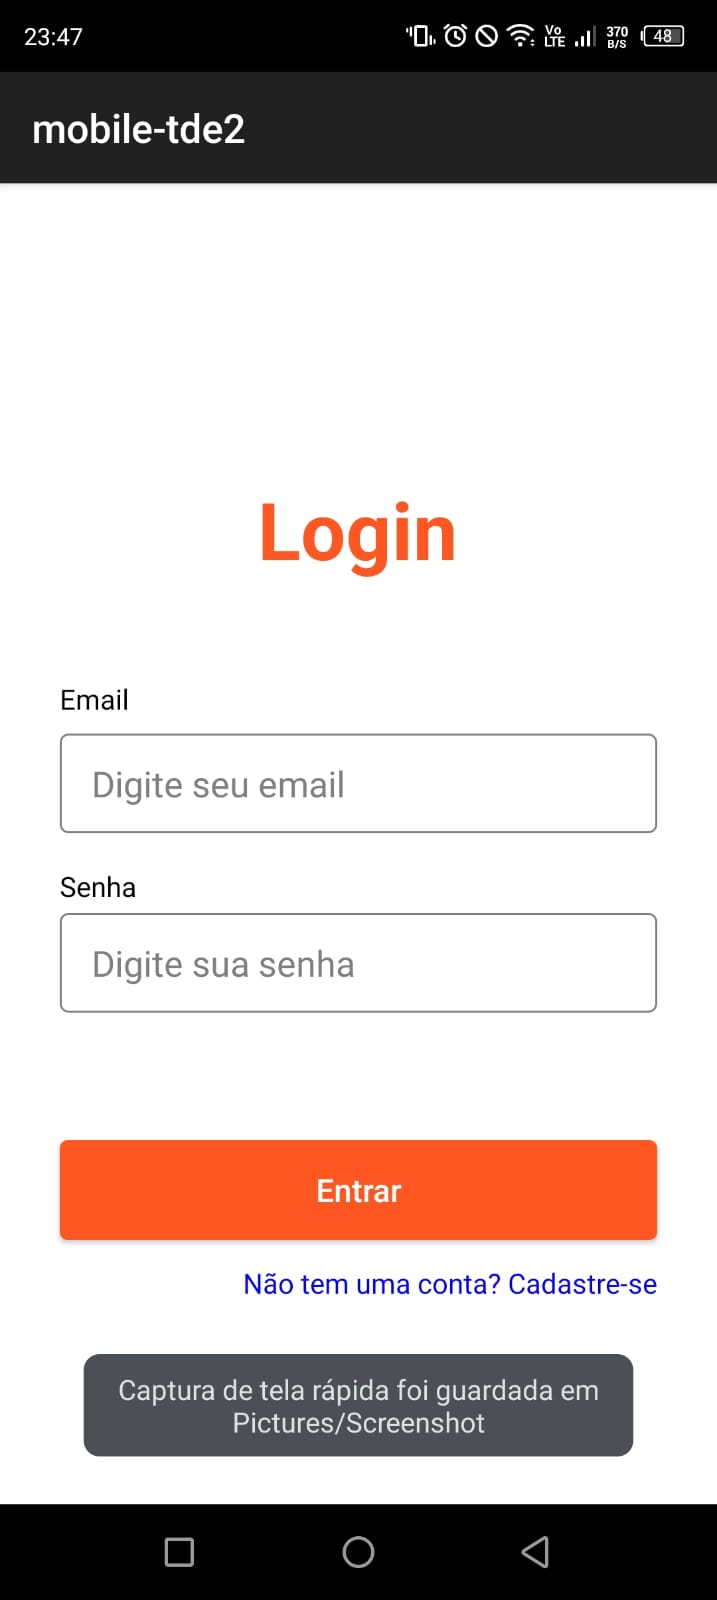 23:47
Vo
LTE
370
B/S
48
mobile-tde2
Login
Email
Digite seu email
Senha
Digite sua senha
Entrar
Não tem uma conta? Cadastre-se
Captura de tela rápida foi guardada em
Pictures/Screenshot